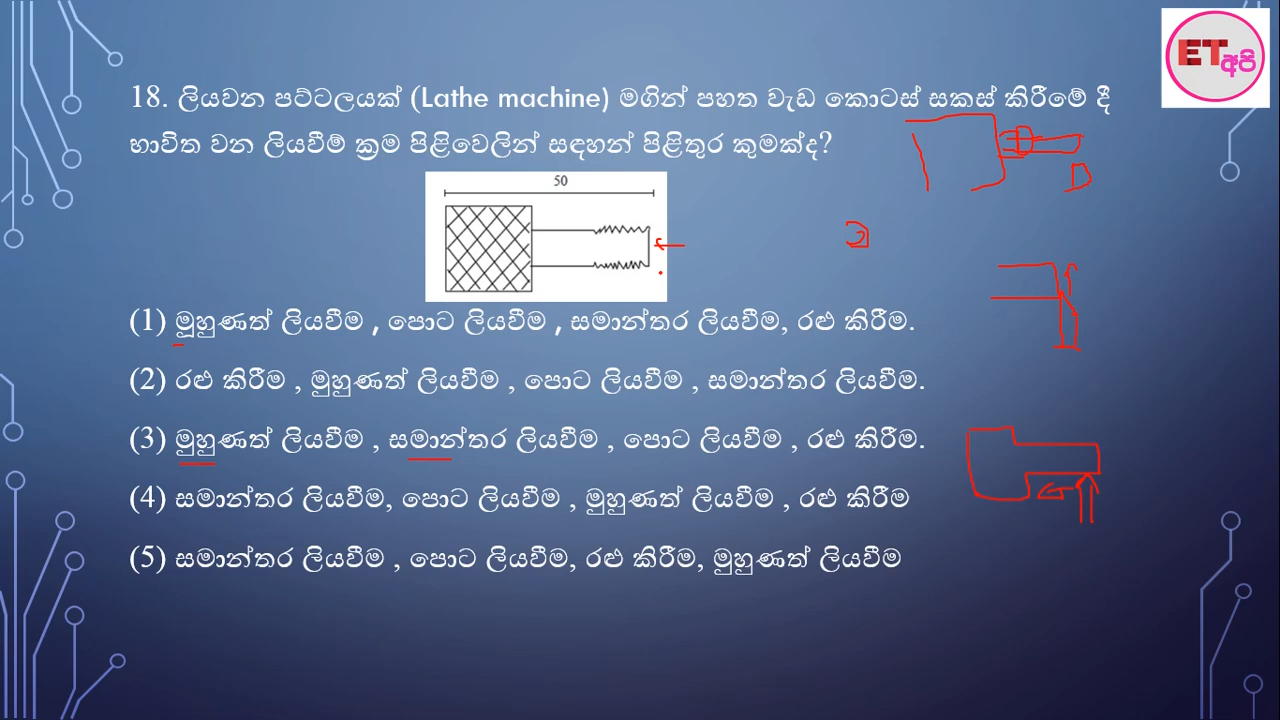 ET අපි
18. ලියවන පට්ටලයක් (Lathe machine) මගින් පහත වැඩ කොටස් සකස් කිරීමේ දී
භාවිත වන ලියවීම් ක්‍රම පිළිවෙලින් සඳහන් පිළිතුර කුමක්ද?
50
(1) මූහුණත් ලියවීම , පොට ලියවීම , සමාන්තර ලියවීම, රළු කිරීම.
(2) රළු කිරීම , මුහුණත් ලියවීම , පොට ලියවීම , සමාන්තර ලියවීම.
(3) මුහුණත් ලියවීම , සමාන්තර ලියවීම , පොට ලියවීම , රළු කිරීම.
(4) සමාන්තර ලියවීම, පොට ලියවීම , මුහුණත් ලියවීම , රළු කිරීම
(5) සමාන්තර ලියවීම , පොට ලියවීම, රළු කිරීම, මුහුණත් ලියවීම